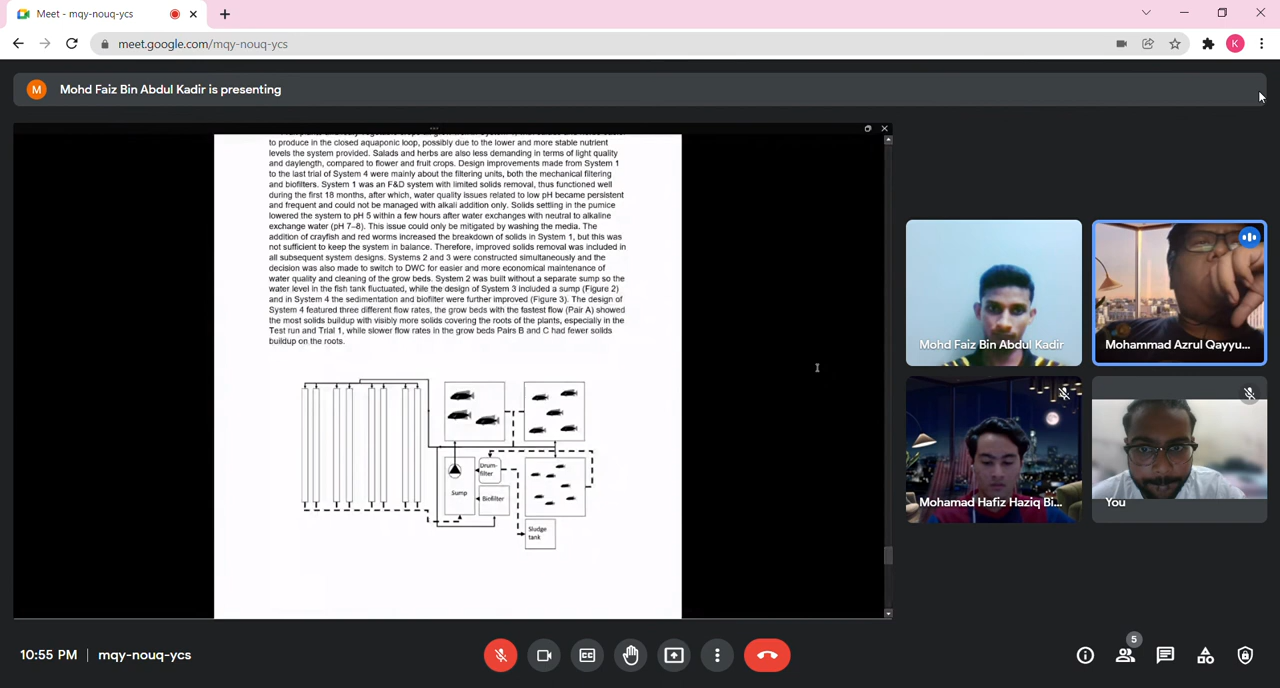 Meet - mqy-nouq-ycs
meet.google.com/mqy-nouq-ycs
K
M
Mohd Faiz Bin Abdul Kadir is presenting
to produce in the closed aquaponic loop, possibly due to the lower and more stable nutrient
levels the system provided. Salads and herbs are also less demanding in terms of light quality
and daylength, compared to flower and fruit crops. Design improvements made from System 1
to the last trial of System 4 were mainly about the filtering units, both the mechanical filtering
and biofilters. System 1 was an F&D system with limited solids removal, thus functioned well
during the first 18 months, after which, water quality issues related to low pH became persistent
and frequent and could not be managed with alkali addition only. Solids settling in the pumice
lowered the system to pH 5 within a few hours after water exchanges with neutral to alkaline
exchange water (pH 7–8). This issue could only be mitigated by washing the media. The
addition of crayfish and red worms increased the breakdown of solids in System 1, but this was
not sufficient to keep the system in balance. Therefore, improved solids removal was included in
all subsequent system designs. Systems 2 and 3 were constructed simultaneously and the
decision was also made to switch to DWC for easier and more economical maintenance of
water quality and cleaning of the grow beds. System 2 was built without a separate sump so the
water level in the fish tank fluctuated, while the design of System 3 included a sump (Figure 2)
and in System 4 the sedimentation and biofilter were further improved (Figure 3). The design of
System 4 featured three different flow rates, the grow beds with the fastest flow (Pair A) showed
the most solids buildup with visibly more solids covering the roots of the plants, especially in the
Test run and Trial 1, while slower flow rates in the grow beds Pairs B and C had fewer solids
buildup on the roots.
Drum-
filter
Sump
Biofilter
Sludge
tank
Mohd Faiz Bin Abdul Kadir
Mohammad Azrul Qayyu...
Mohamad Hafiz Haziq Bi...
You
10:55 PM
mqy-nouq-ycs
5